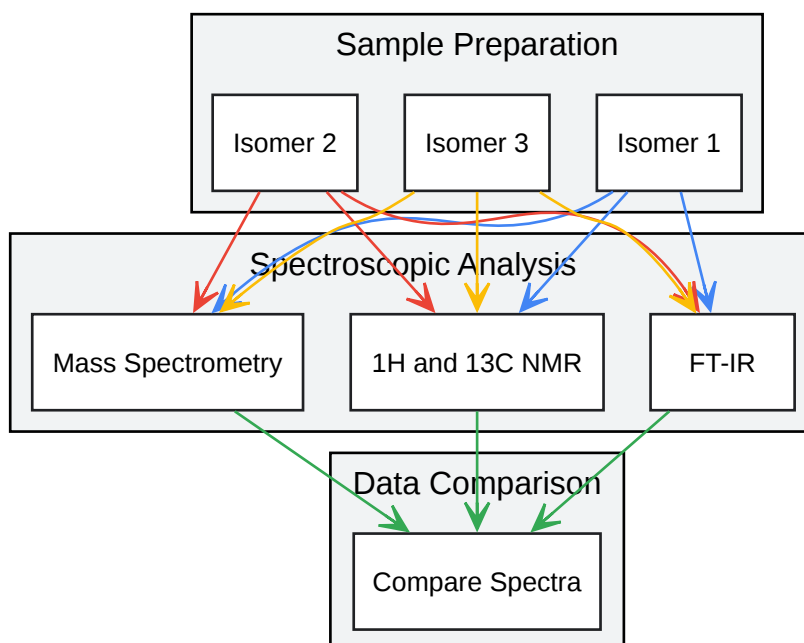 Sample Preparation
Isomer 2
Isomer 3
Isomer 1
Spectroscopic Analysis
Mass Spectrometry
1H and 13C NMR
FT-IR
Data Comparison
Compare Spectra